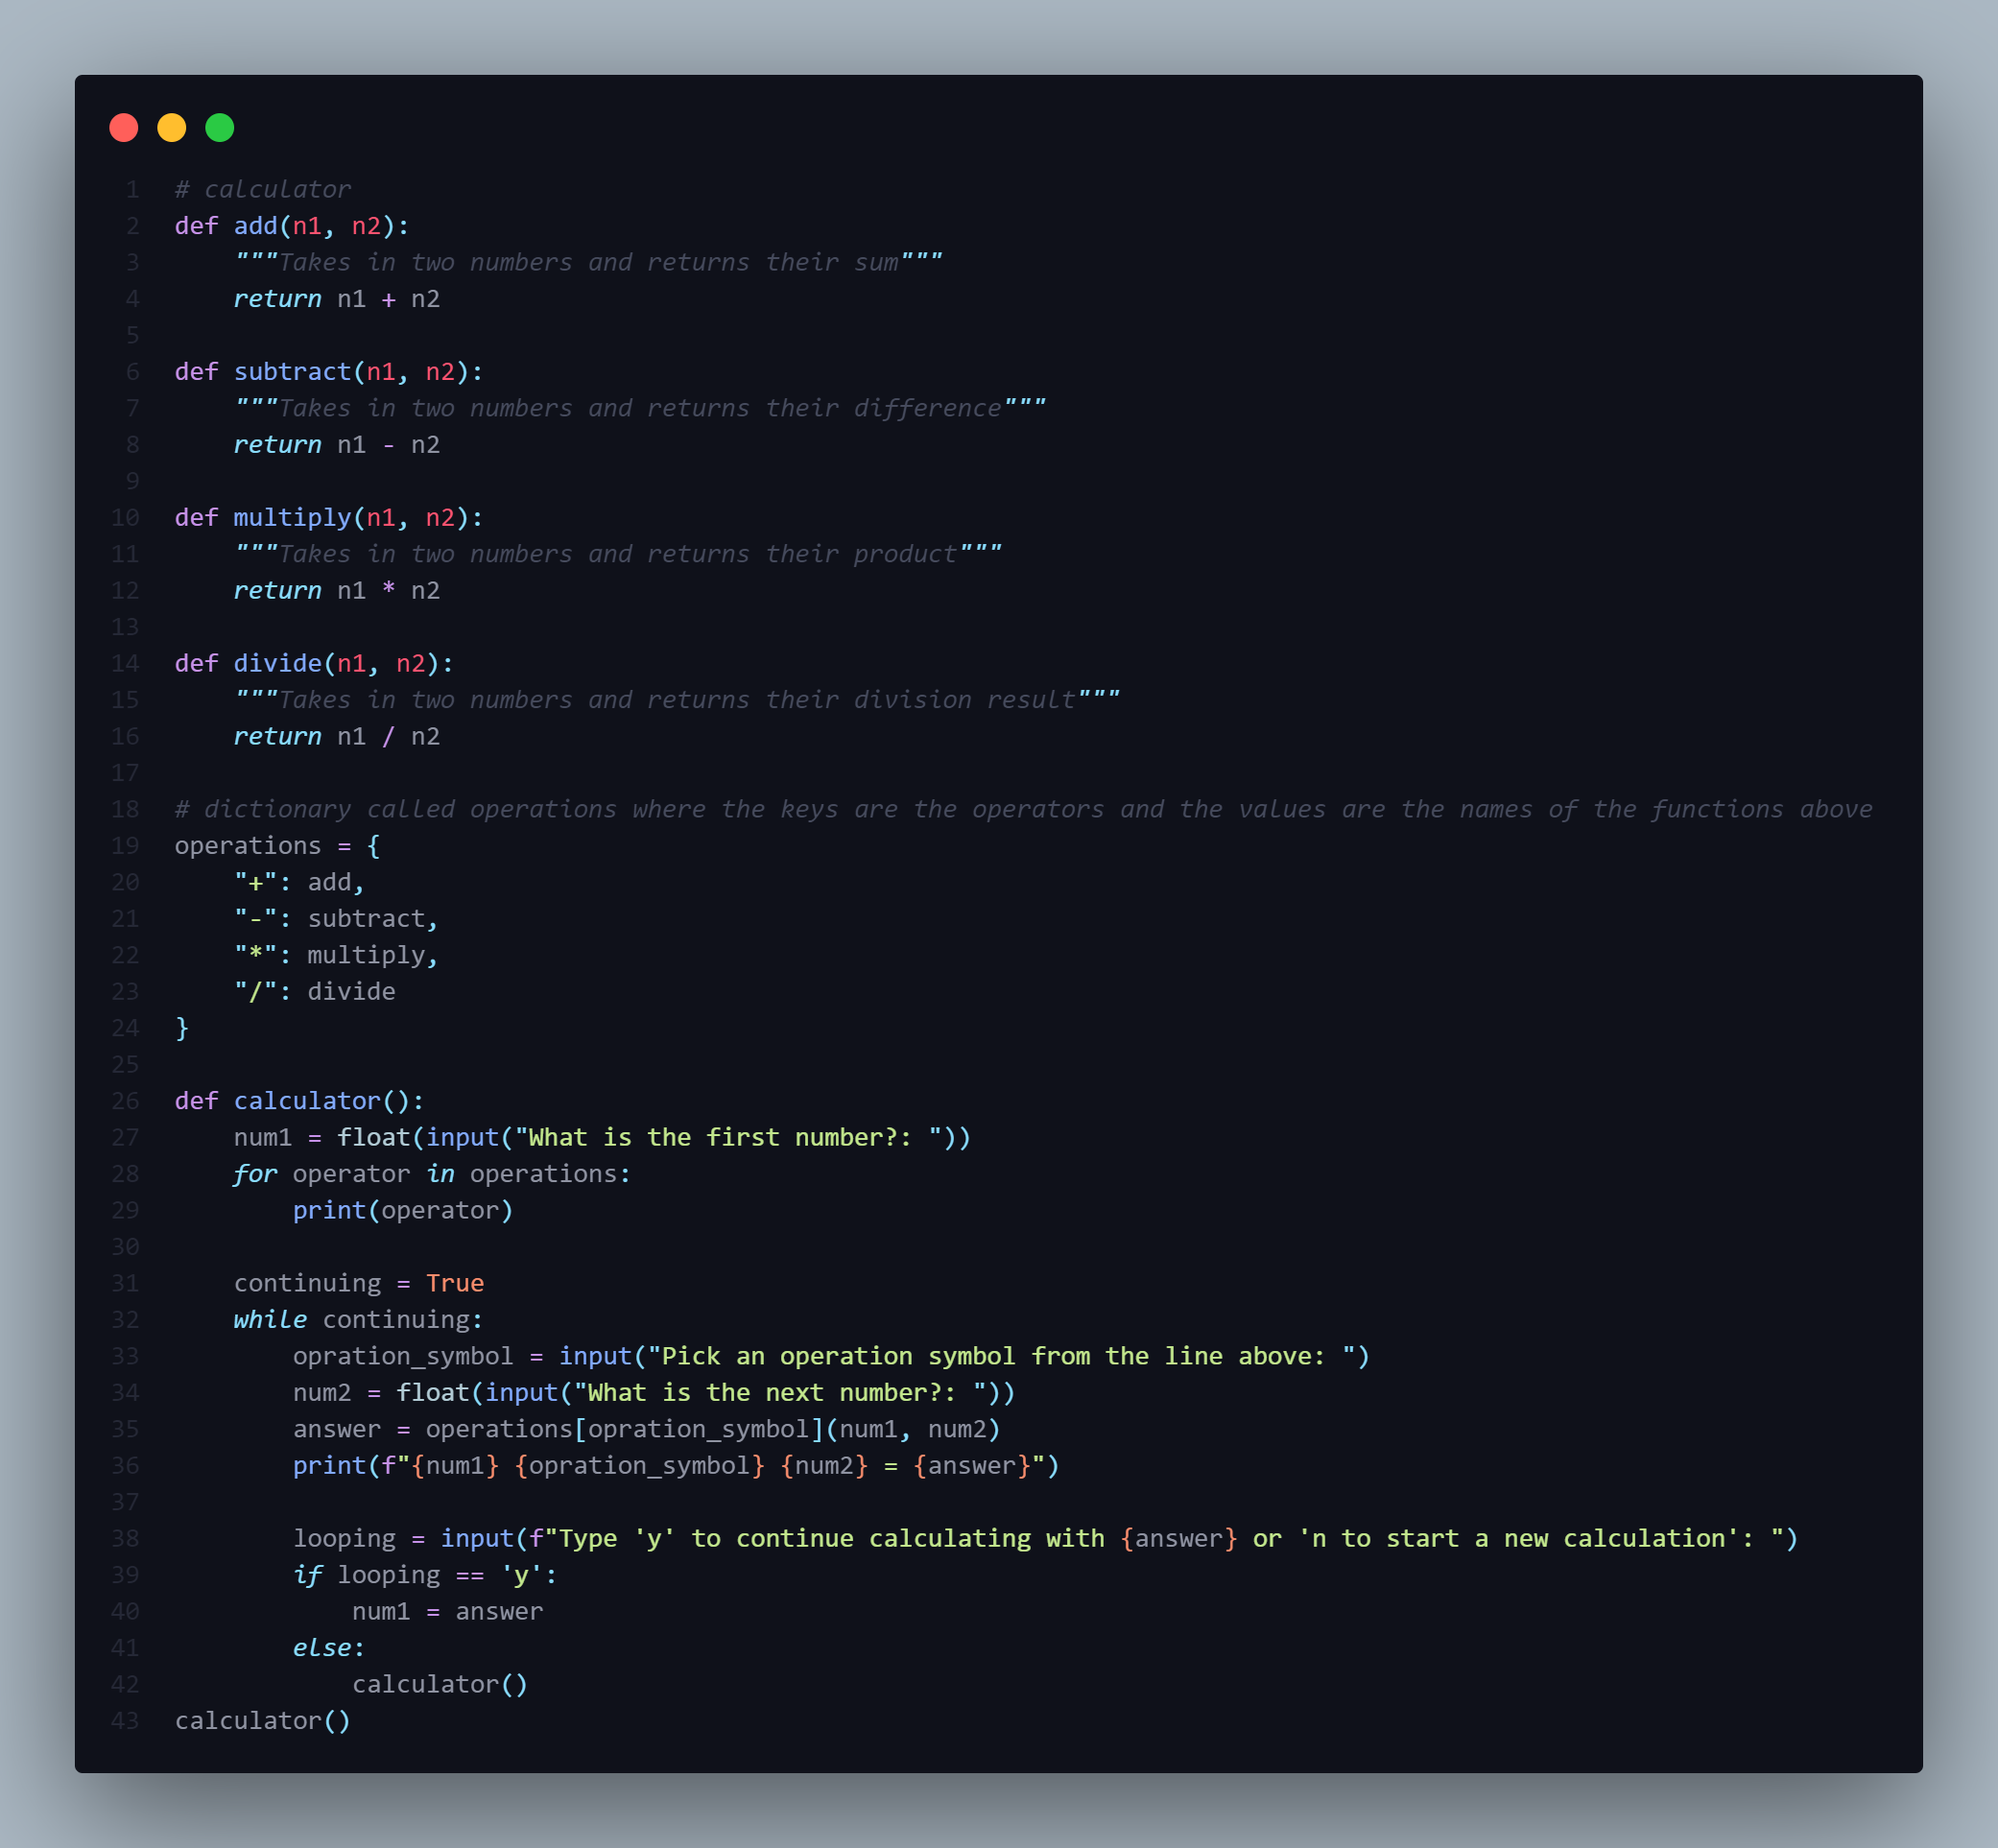 1 # calculator
2 def add(n1, n2):
3     """Takes in two numbers and returns their sum"""
4     return n1 + n2
5
6 def subtract(n1, n2):
7     """Takes in two numbers and returns their difference"""
8     return n1 - n2
9
10 def multiply(n1, n2):
11     """Takes in two numbers and returns their product"""
12     return n1 * n2
13
14 def divide(n1, n2):
15     """Takes in two numbers and returns their division result"""
16     return n1 / n2
17
18 # dictionary called operations where the keys are the operators and the values are the names of the functions above
19 operations = {
20     "+": add,
21     "-": subtract,
22     "*": multiply,
23     "/": divide
24 }
25
26 def calculator():
27     num1 = float(input("What is the first number?: "))
28     for operator in operations:
29         print(operator)
30
31     continuing = True
32     while continuing:
33         opration_symbol = input("Pick an operation symbol from the line above: ")
34         num2 = float(input("What is the next number?: "))
35         answer = operations[opration_symbol](num1, num2)
36         print(f"{num1} {opration_symbol} {num2} = {answer}")
37
38         looping = input(f"Type 'y' to continue calculating with {answer} or 'n to start a new calculation': ")
39         if looping == 'y':
40             num1 = answer
41         else:
42             calculator()
43 calculator()